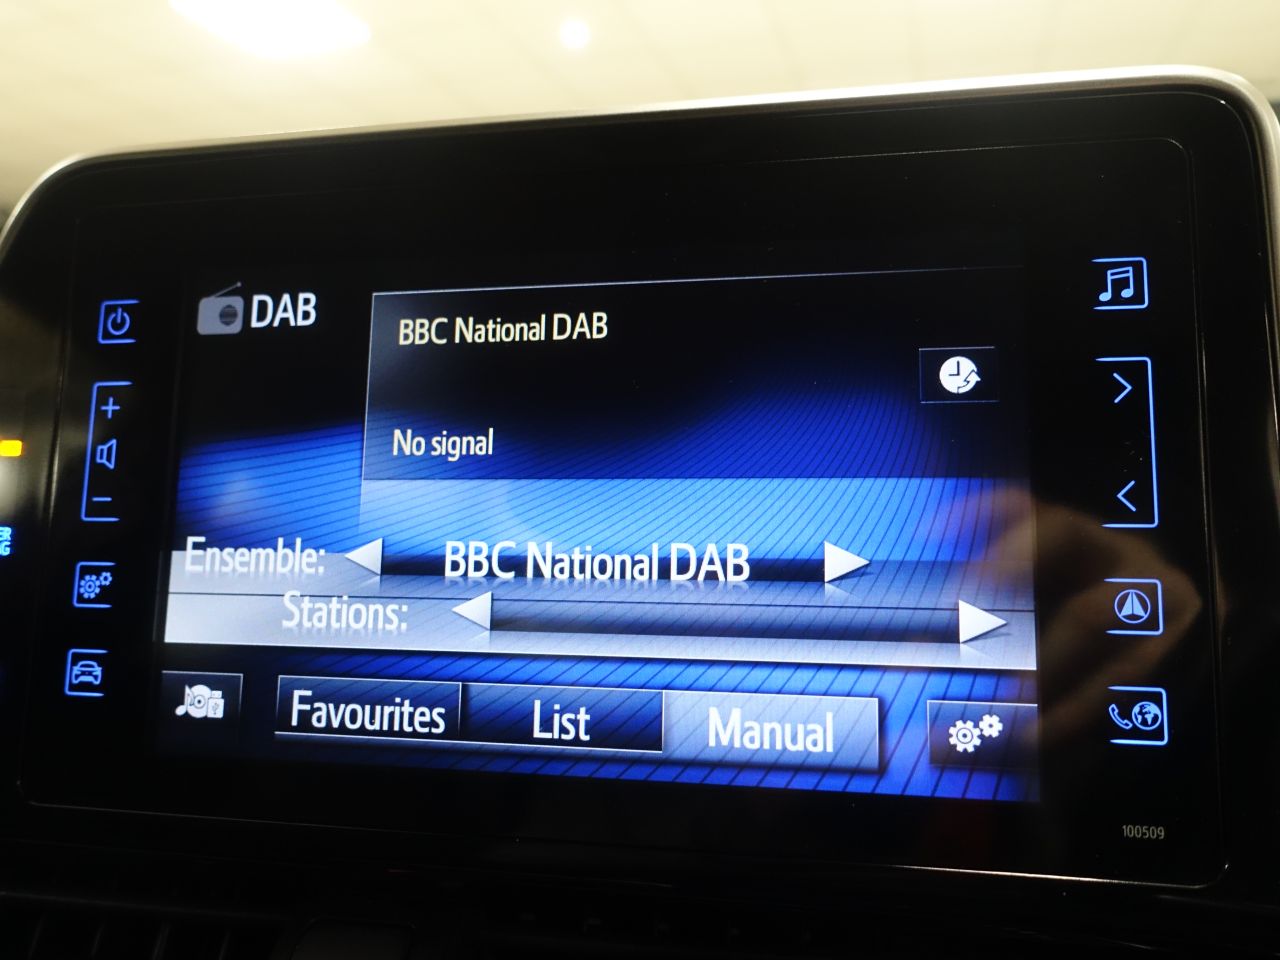 DAB
BBC National DAB
No signal
Ensemble: BBC National DAB
Stations:
Favourites List Manual
100509